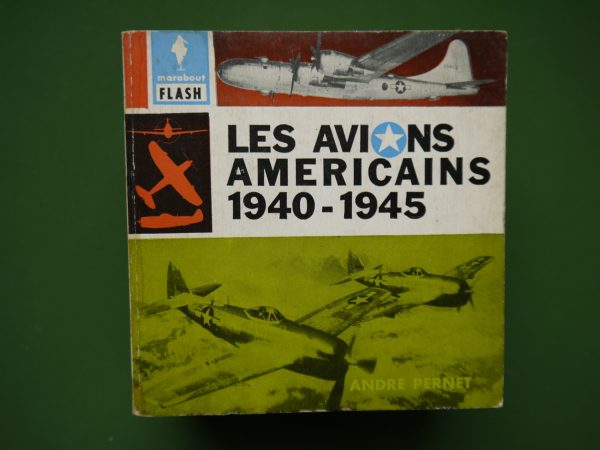 marabout
FLASH
LES AVIONS
AMERICAINS
1940-1945
ANDRE PERNET